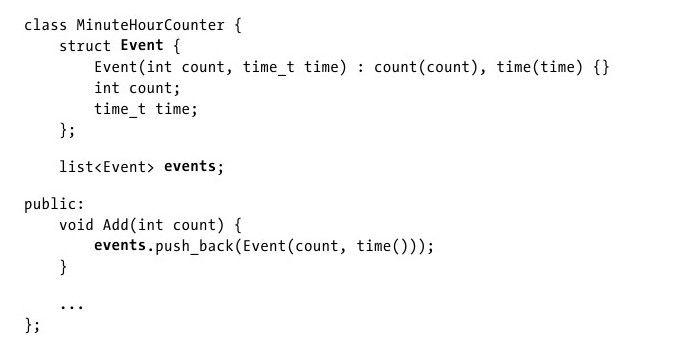 class MinuteHourCounter {
    struct Event {
        Event(int count, time_t time) : count(count), time(time) {}
        int count;
        time_t time;
    };

    list<Event> events;

public:
    void Add(int count) {
        events.push_back(Event(count, time()));
    }

    ...
};